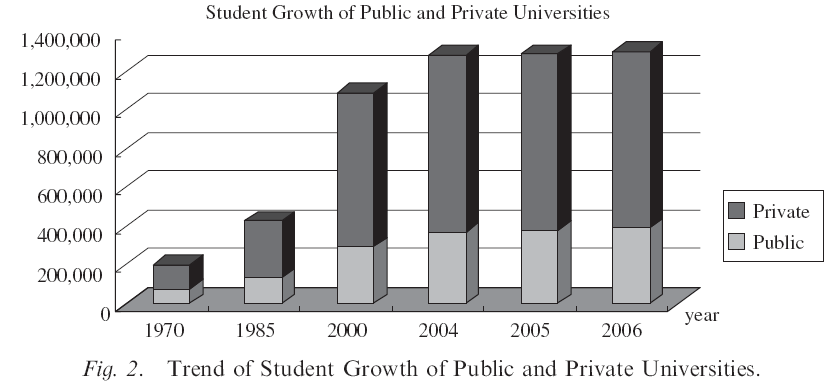 Student Growth of Public and Private Universities
1,400,000
1,200,000
1,000,000
800,000
600,000
400,000
200,000
0
1970 1985 2000 2004 2005 2006 year
Private
Public
Fig. 2. Trend of Student Growth of Public and Private Universities.